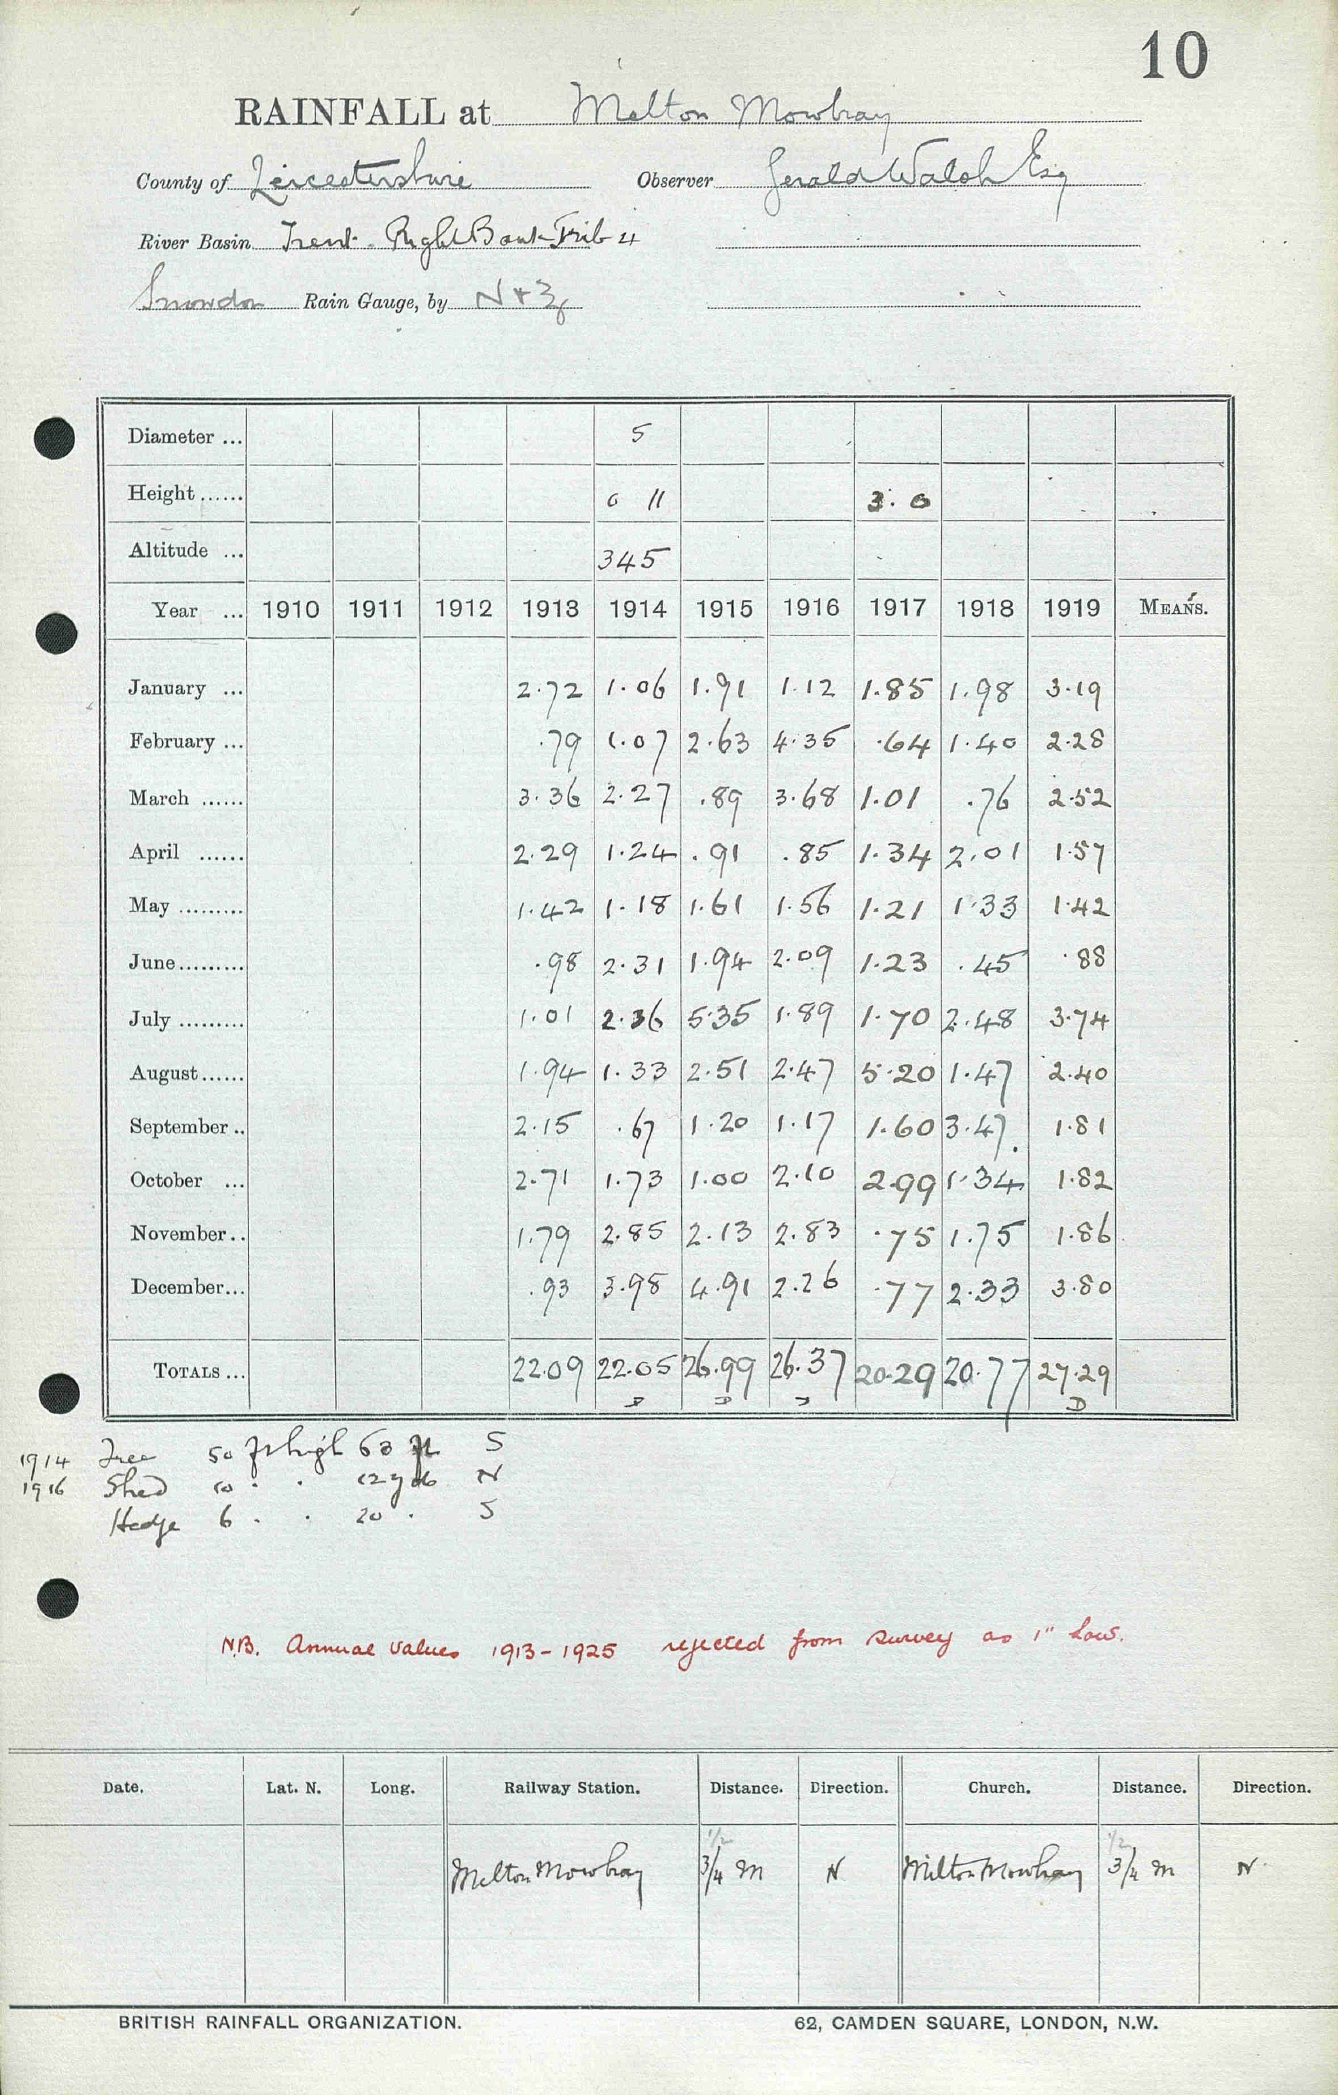 10
RAINFALL at Melton Mowbray
County of Leicestershire Observer Gerald Walsh Esq
River Basin Trent - Right Bank Trib 4
Snowdon Rain Gauge, by N + Z
Diameter ... 5
Height ...... 0 11 3.0
Altitude ... 345
Year ... 1910 1911 1912 1913 1914 1915 1916 1917 1918 1919 MEANS.
January ... 2.72 1.06 1.91 1.12 1.85 1.98 3.19
February ... .79 1.07 2.63 4.35 .64 1.40 2.28
March ...... 3.36 2.27 .89 3.68 1.01 .76 2.52
April ...... 2.29 1.24 .91 .85 1.34 2.01 1.57
May ......... 1.42 1.18 1.61 1.56 1.21 1.33 1.42
June......... .98 2.31 1.94 2.09 1.23 .45 .88
July ......... 1.01 2.36 5.35 1.89 1.70 2.48 3.74
August...... 1.94 1.33 2.51 2.47 5.20 1.47 2.40
September .. 2.15 .67 1.20 1.17 1.60 3.47 1.81
October ... 2.71 1.73 1.00 2.10 2.99 1.34 1.82
November .. 1.79 2.85 2.13 2.83 .75 1.75 1.86
December... .93 3.98 4.91 2.26 .77 2.33 3.80
TOTALS ... 22.09 22.05 26.99 26.37 20.29 20.77 27.29
D D D D
1914 Tree 50 ft high 63 ft S
1916 Shed 10 . . 12 yds N
Hedge 6 . . 20 . S
N.B. Annual values 1913-1925 rejected from survey as 1" low.
Date. Lat. N. Long. Railway Station. Distance. Direction. Church. Distance. Direction.
1/2 1/2
Melton Mowbray 3/4 m N Melton Mowbray 3/4 m N
BRITISH RAINFALL ORGANIZATION. 62, CAMDEN SQUARE, LONDON, N.W.